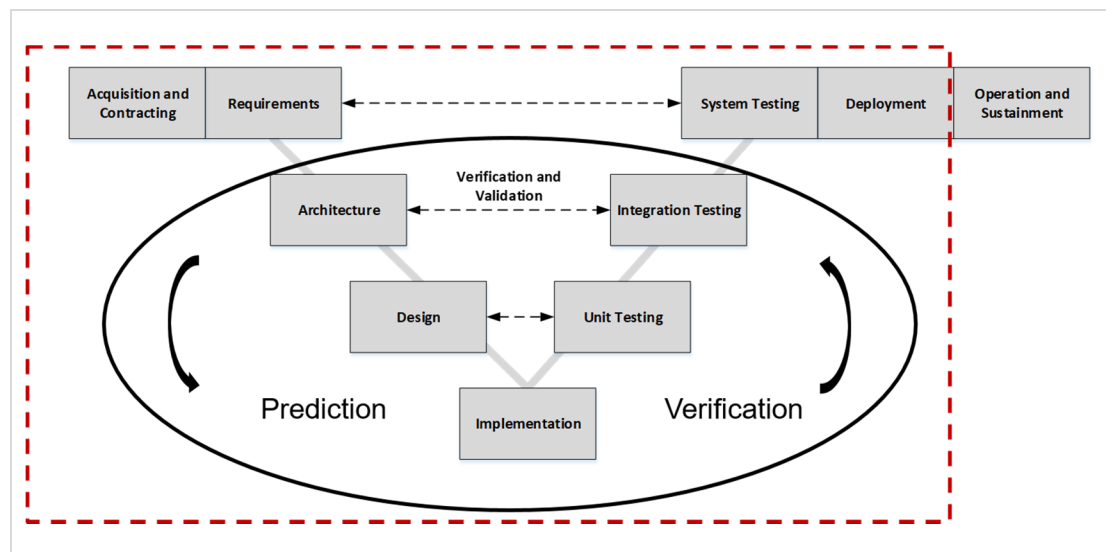 Acquisition and
Contracting
Requirements
System Testing
Deployment
Operation and
Sustainment
Verification and
Validation
Architecture
Integration Testing
Design
Unit Testing
Prediction
Verification
Implementation